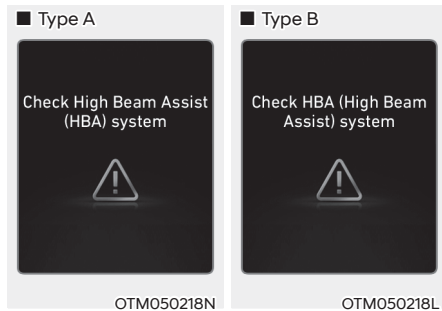 ■ Type A
Check High Beam Assist
(HBA) system
OTM050218N
■ Type B
Check HBA (High Beam
Assist) system
OTM050218L